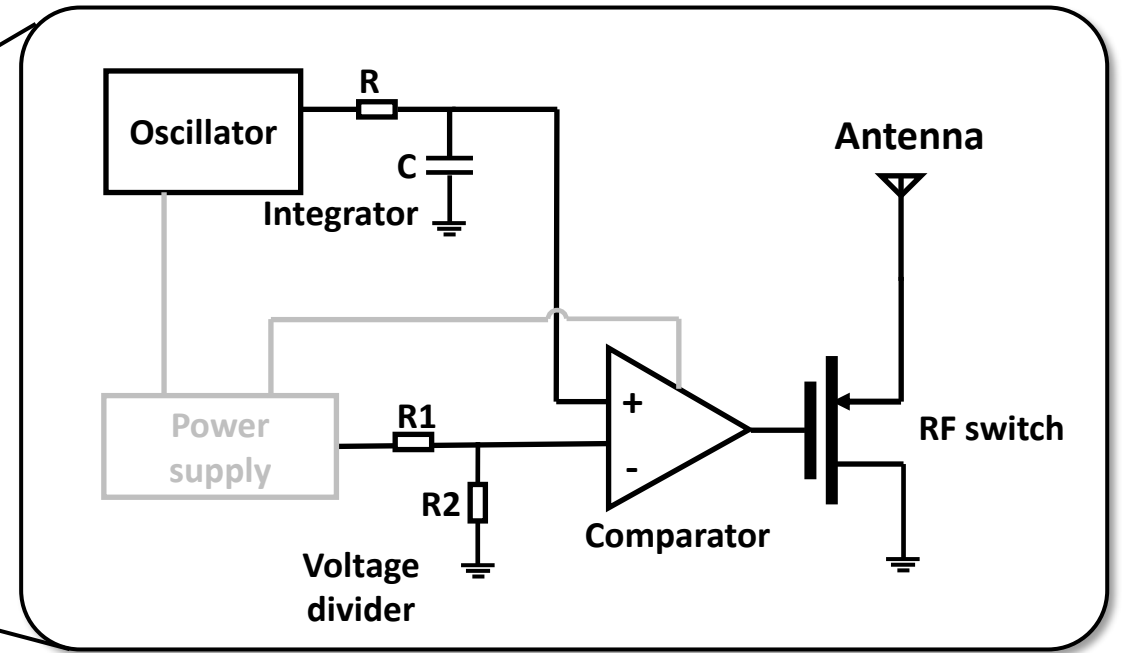 R
Oscillator
Antenna
C
Integrator
+
R1
Power
supply
RF switch
-
R2
Comparator
Voltage
divider